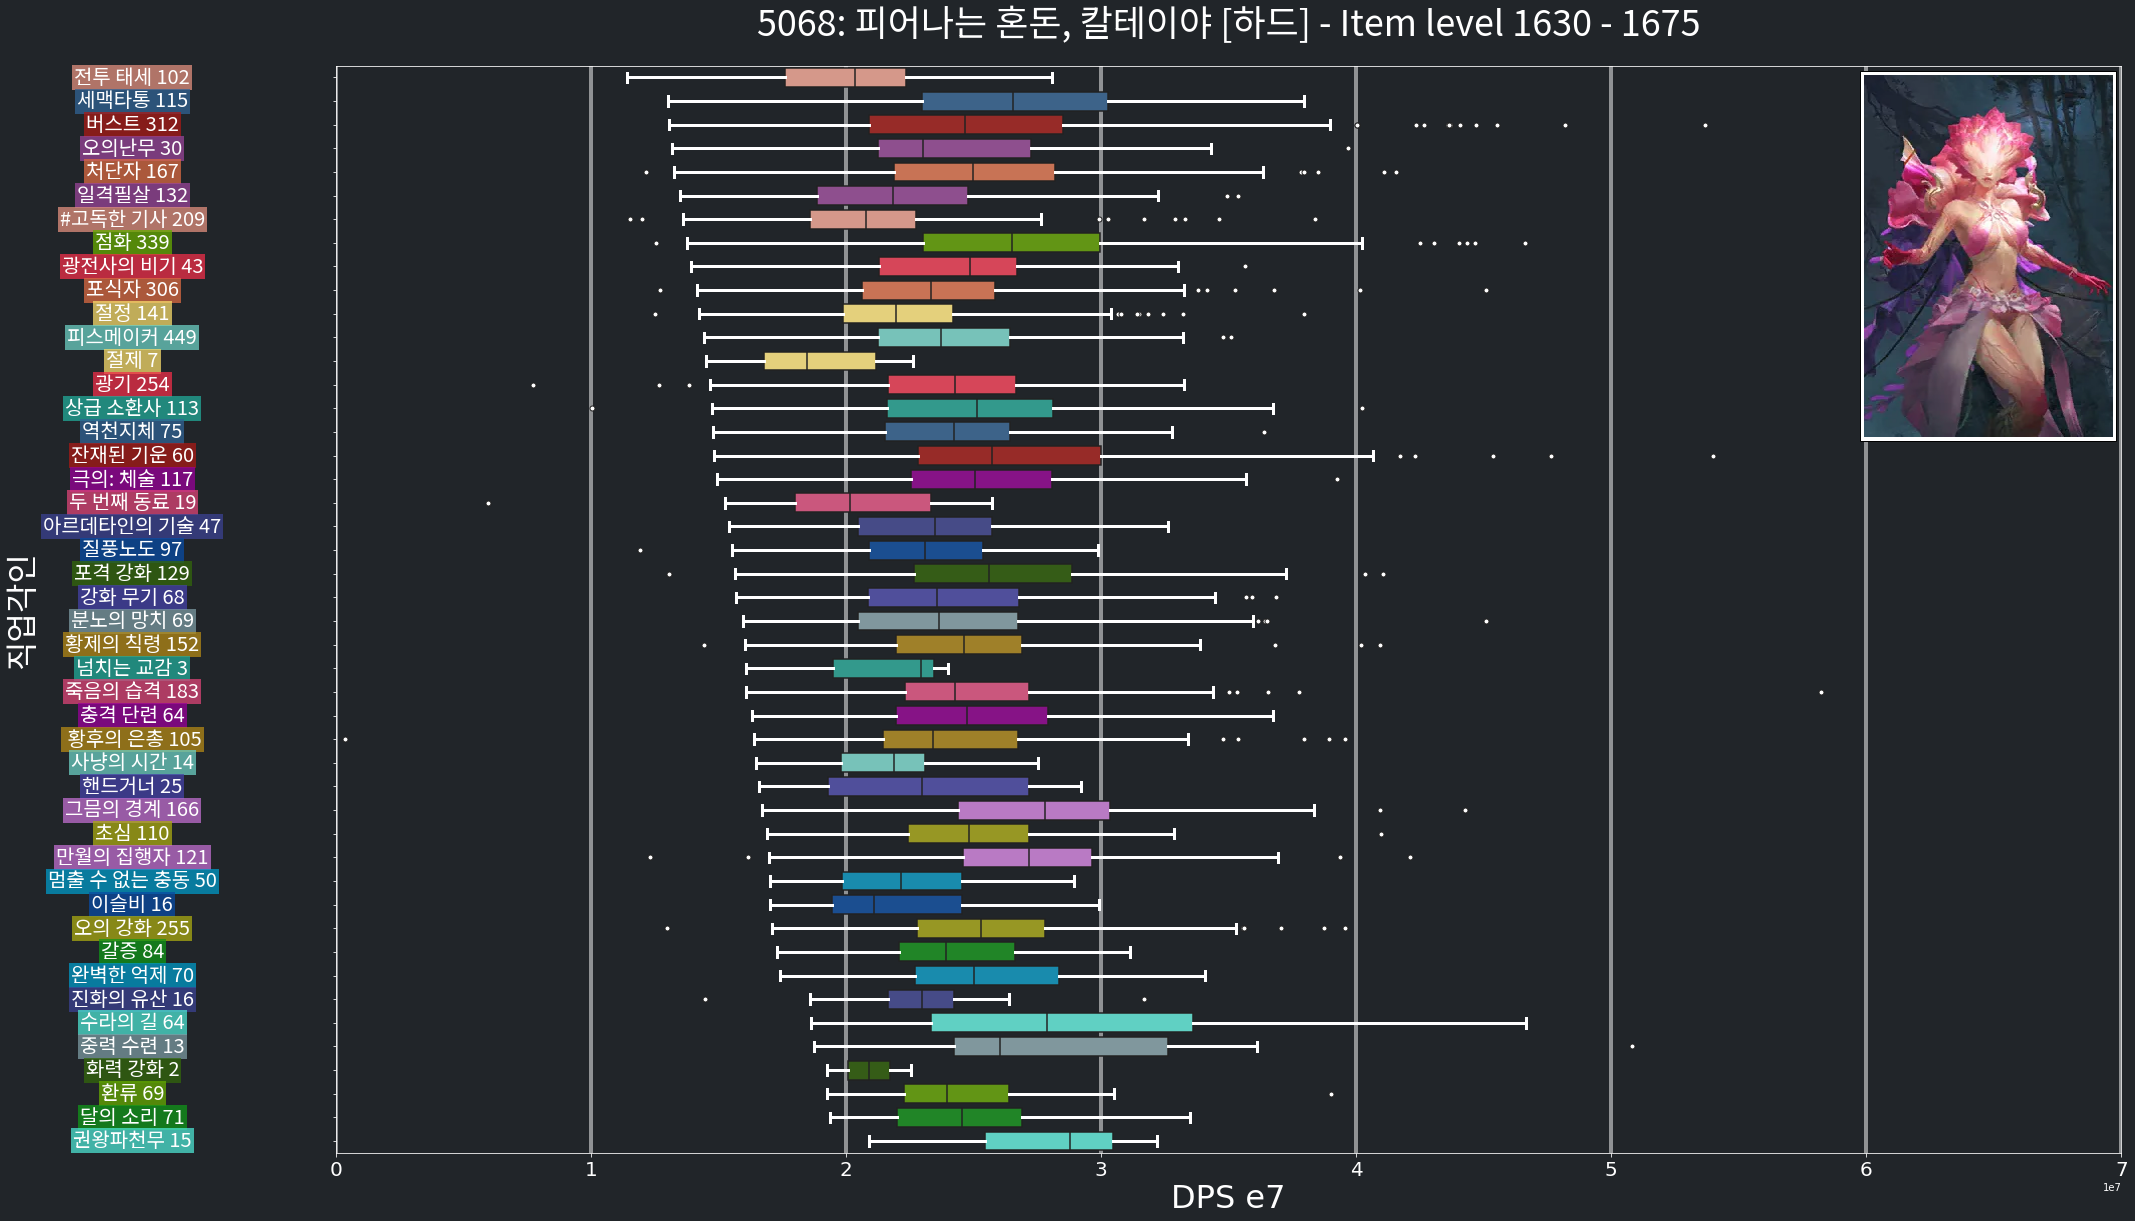 5068: 피어나는 혼돈, 칼테이야 [하드] - Item level 1630 - 1675
전투 태세 102
세맥타통 115
버스트 312
오의난무 30
처단자 167
일격필살 132
#고독한 기사 209
점화 339
광전사의 비기 43
포식자 306
절정 141
피스메이커 449
절제 7
광기 254
상급 소환사 113
역천지체 75
잔재된 기운 60
극의: 체술 117
두 번째 동료 19
아르데타인의 기술 47
질풍노도 97
포격 강화 129
강화 무기 68
분노의 망치 69
황제의 칙령 152
넘치는 교감 3
죽음의 습격 183
충격 단련 64
황후의 은총 105
사냥의 시간 14
핸드거너 25
그믐의 경계 166
초심 110
만월의 집행자 121
멈출 수 없는 충동 50
이슬비 16
오의 강화 255
갈증 84
완벽한 억제 70
진화의 유산 16
수라의 길 64
중력 수련 13
화력 강화 2
환류 69
달의 소리 71
권왕파천무 15
직업각인
0 1 2 3 4 5 6 7
1e7
DPS e7